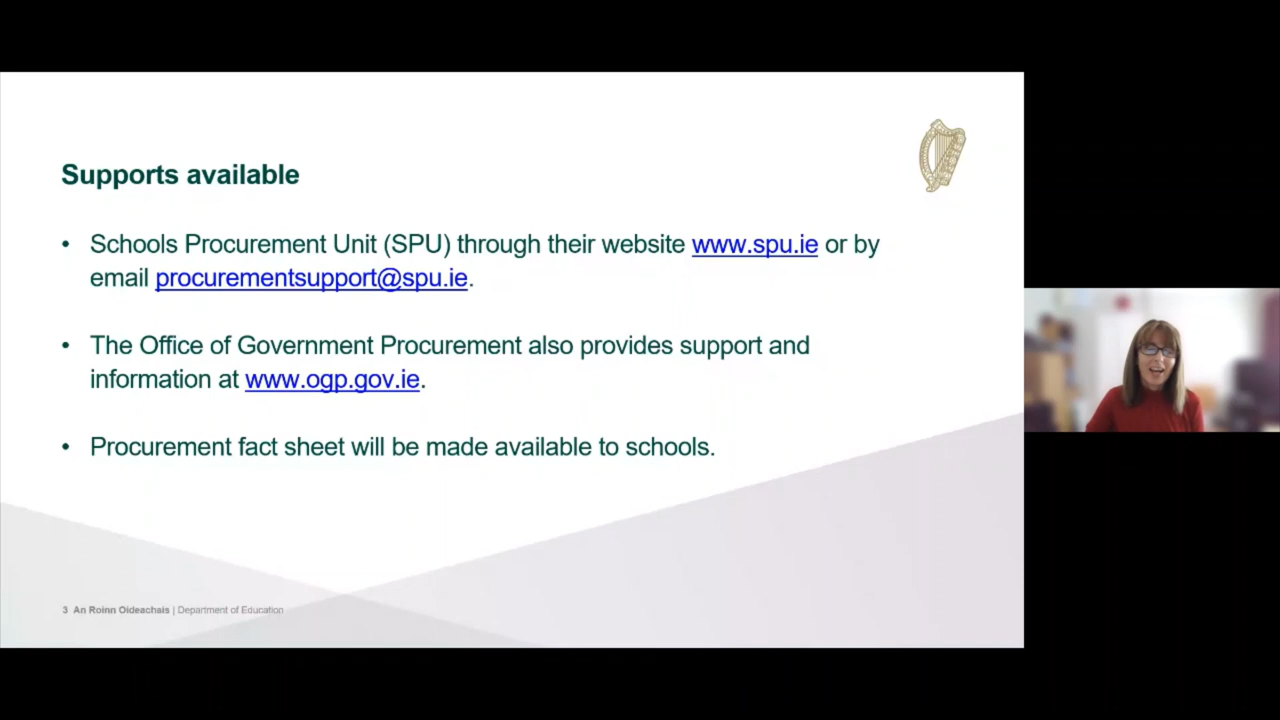 Supports available
• Schools Procurement Unit (SPU) through their website www.spu.ie or by
email procurementsupport@spu.ie.
• The Office of Government Procurement also provides support and
information at www.ogp.gov.ie.
• Procurement fact sheet will be made available to schools.
3 An Roinn Oideachais | Department of Education